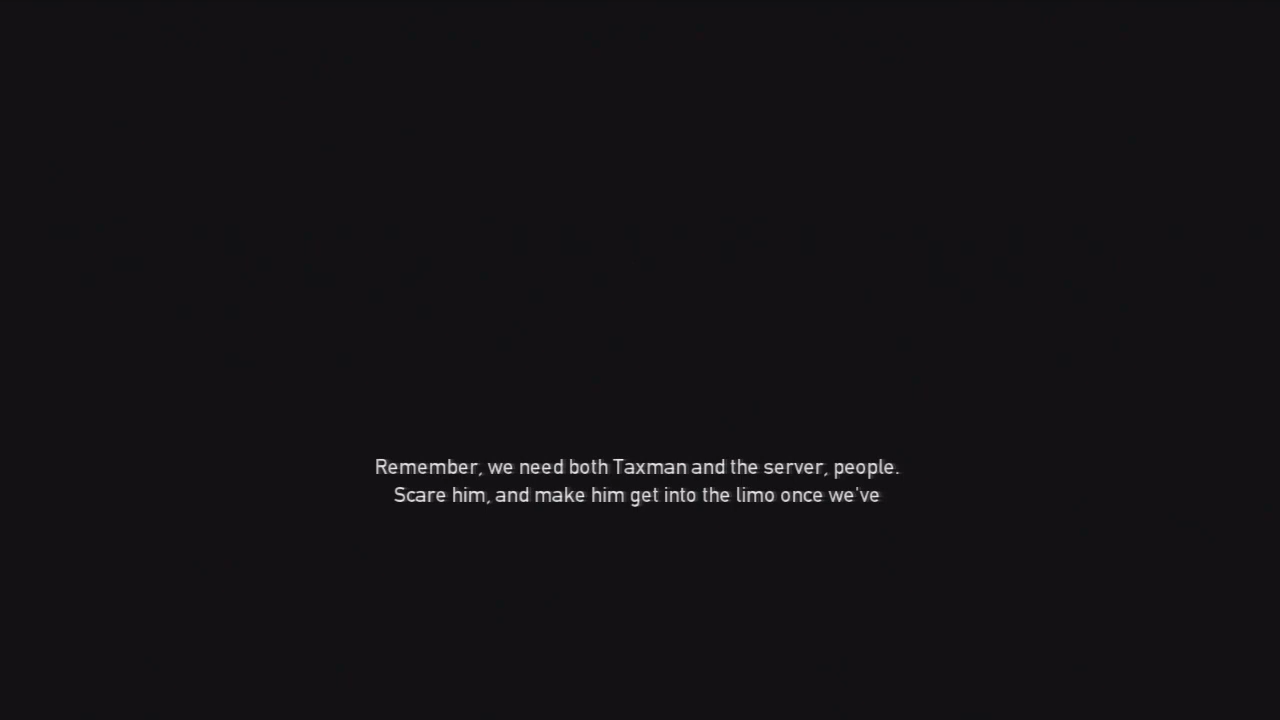 Remember, we need both Taxman and the server, people.
Scare him, and make him get into the limo once we've